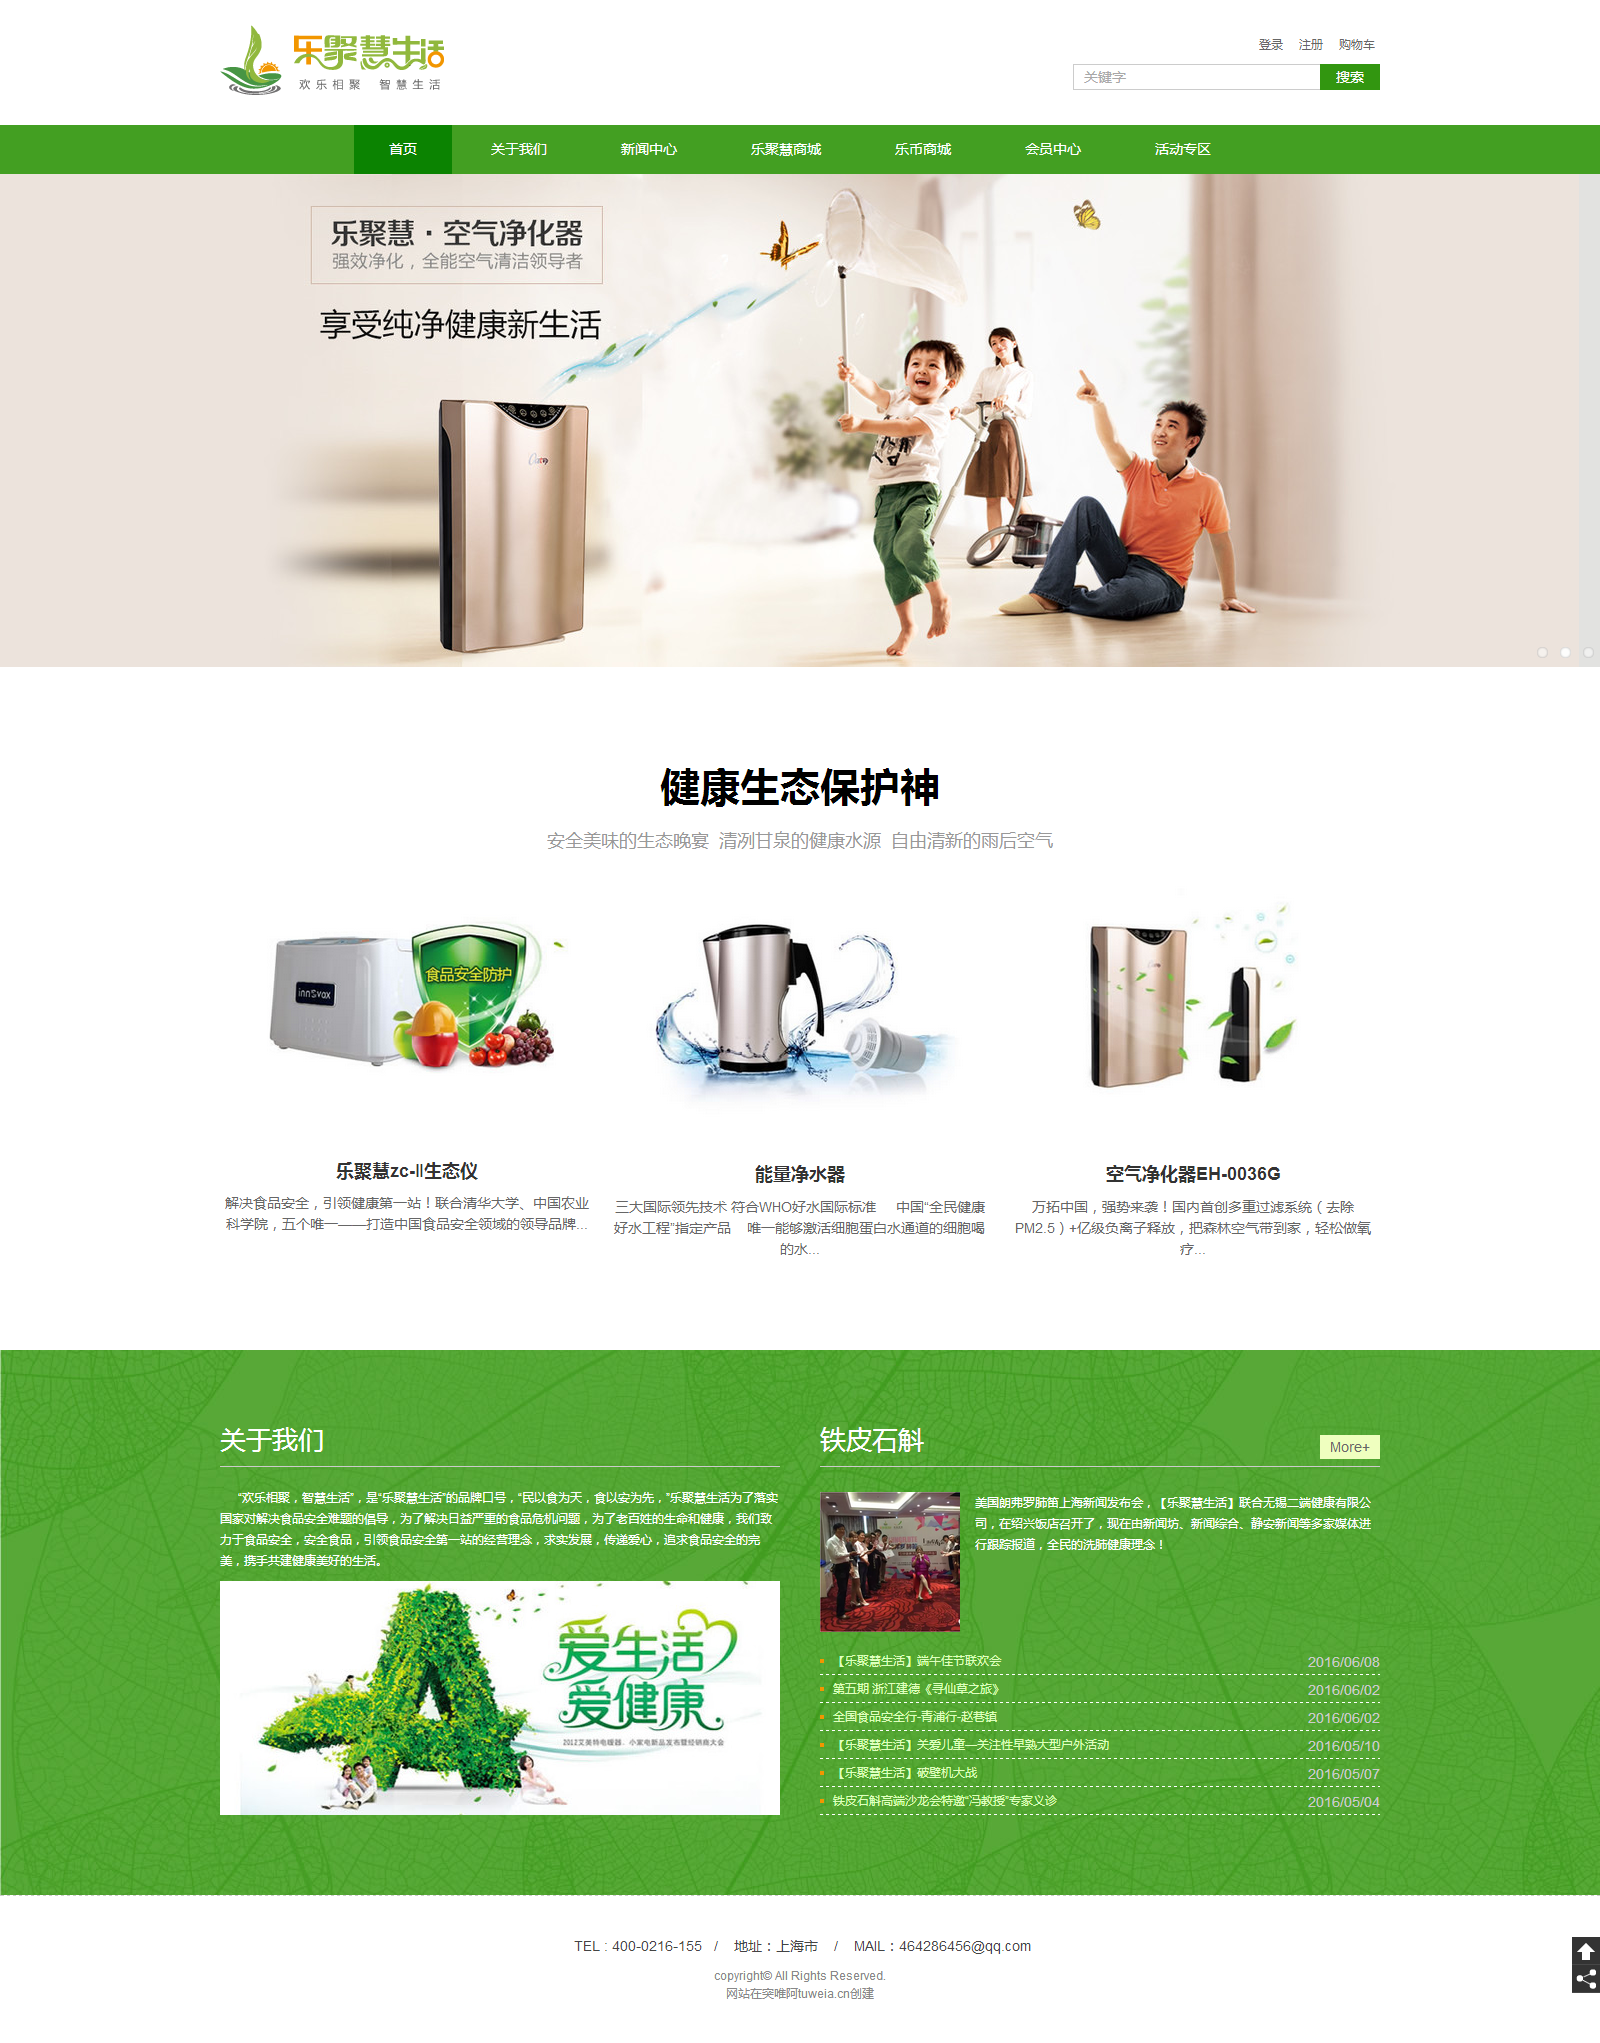 乐聚慧生活
欢乐相聚 智慧生活
登录 注册 购物车
关键字 搜索
首页 关于我们 新闻中心 乐聚慧商城 乐币商城 会员中心 活动专区
乐聚慧·空气净化器
强效净化，全能空气清洁领导者
享受纯净健康新生活
健康生态保护神
安全美味的生态晚宴 清冽甘泉的健康水源 自由清新的雨后空气
食品安全防护
innovax
乐聚慧zc-II生态仪
解决食品安全，引领健康第一站！联合清华大学、中国农业
科学院，五个唯一——打造中国食品安全领域的领导品牌...
能量净水器
三大国际领先技术 符合WHO好水国际标准 中国“全民健康
好水工程”指定产品 唯一能够激活细胞蛋白水通道的细胞喝
的水...
空气净化器EH-0036G
万拓中国，强势来袭！国内首创多重过滤系统（去除
PM2.5）+亿级负离子释放，把森林空气带到家，轻松做氧
疗...
关于我们
“欢乐相聚，智慧生活”，是“乐聚慧生活”的品牌口号，“民以食为天，食以安为先，”乐聚慧生活为了落实
国家对解决食品安全难题的倡导，为了解决日益严重的食品危机问题，为了老百姓的生命和健康，我们致
力于食品安全，安全食品，引领食品安全第一站的经营理念，求实发展，传递爱心，追求食品安全的完
美，携手共建健康美好的生活。
爱生活
爱健康
2012艾美特电暖器、小家电新品发布暨经销商大会
铁皮石斛
More+
美国朗弗罗肺笛上海新闻发布会，【乐聚慧生活】联合无锡二端健康有限公
司，在绍兴饭店召开了，现在由新闻坊、新闻综合、静安新闻等多家媒体进
行跟踪报道，全民的洗肺健康理念！
【乐聚慧生活】端午佳节联欢会 2016/06/08
第五期 浙江建德《寻仙草之旅》 2016/06/02
全国食品安全行-青浦行-赵巷镇 2016/06/02
【乐聚慧生活】关爱儿童—关注性早熟大型户外活动 2016/05/10
【乐聚慧生活】破壁机大战 2016/05/07
铁皮石斛高端沙龙会特邀“冯教授”专家义诊 2016/05/04
TEL：400-0216-155 / 地址：上海市 / MAIL：464286456@qq.com
copyright© All Rights Reserved.
网站在突唯阿tuweia.cn创建